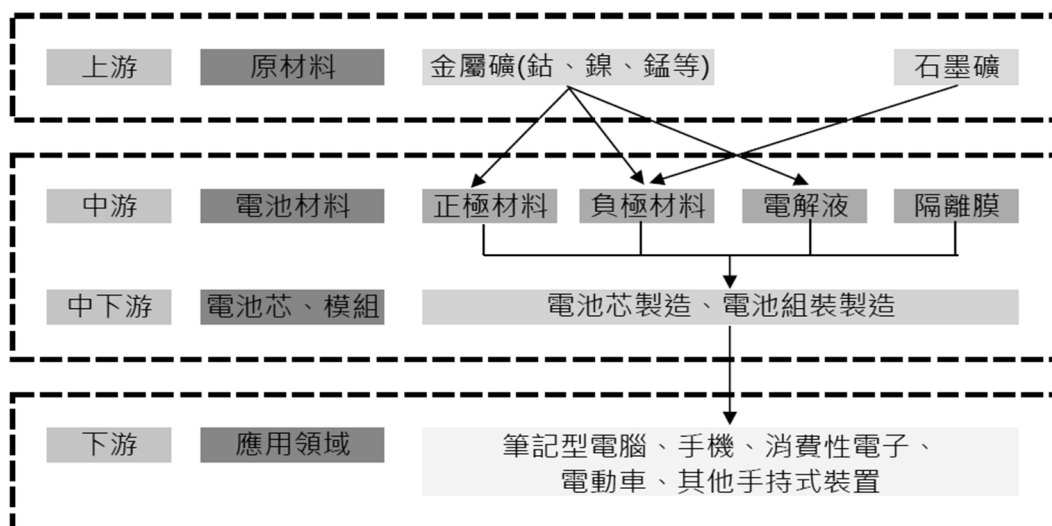 上游 原材料 金屬礦(鈷、鎳、錳等) 石墨礦
中游 電池材料 正極材料 負極材料 電解液 隔離膜
中下游 電池芯、模組 電池芯製造、電池組裝製造
下游 應用領域 筆記型電腦、手機、消費性電子、
電動車、其他手持式裝置